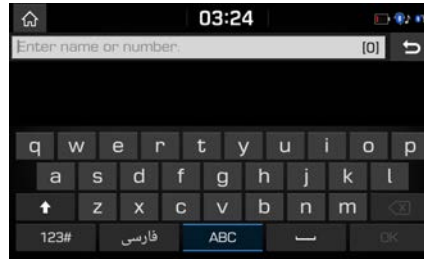 03:24
Enter name or number. (0)
q w e r t y u i o p
a s d f g h j k l
z x c v b n m
123# فارسی ABC OK